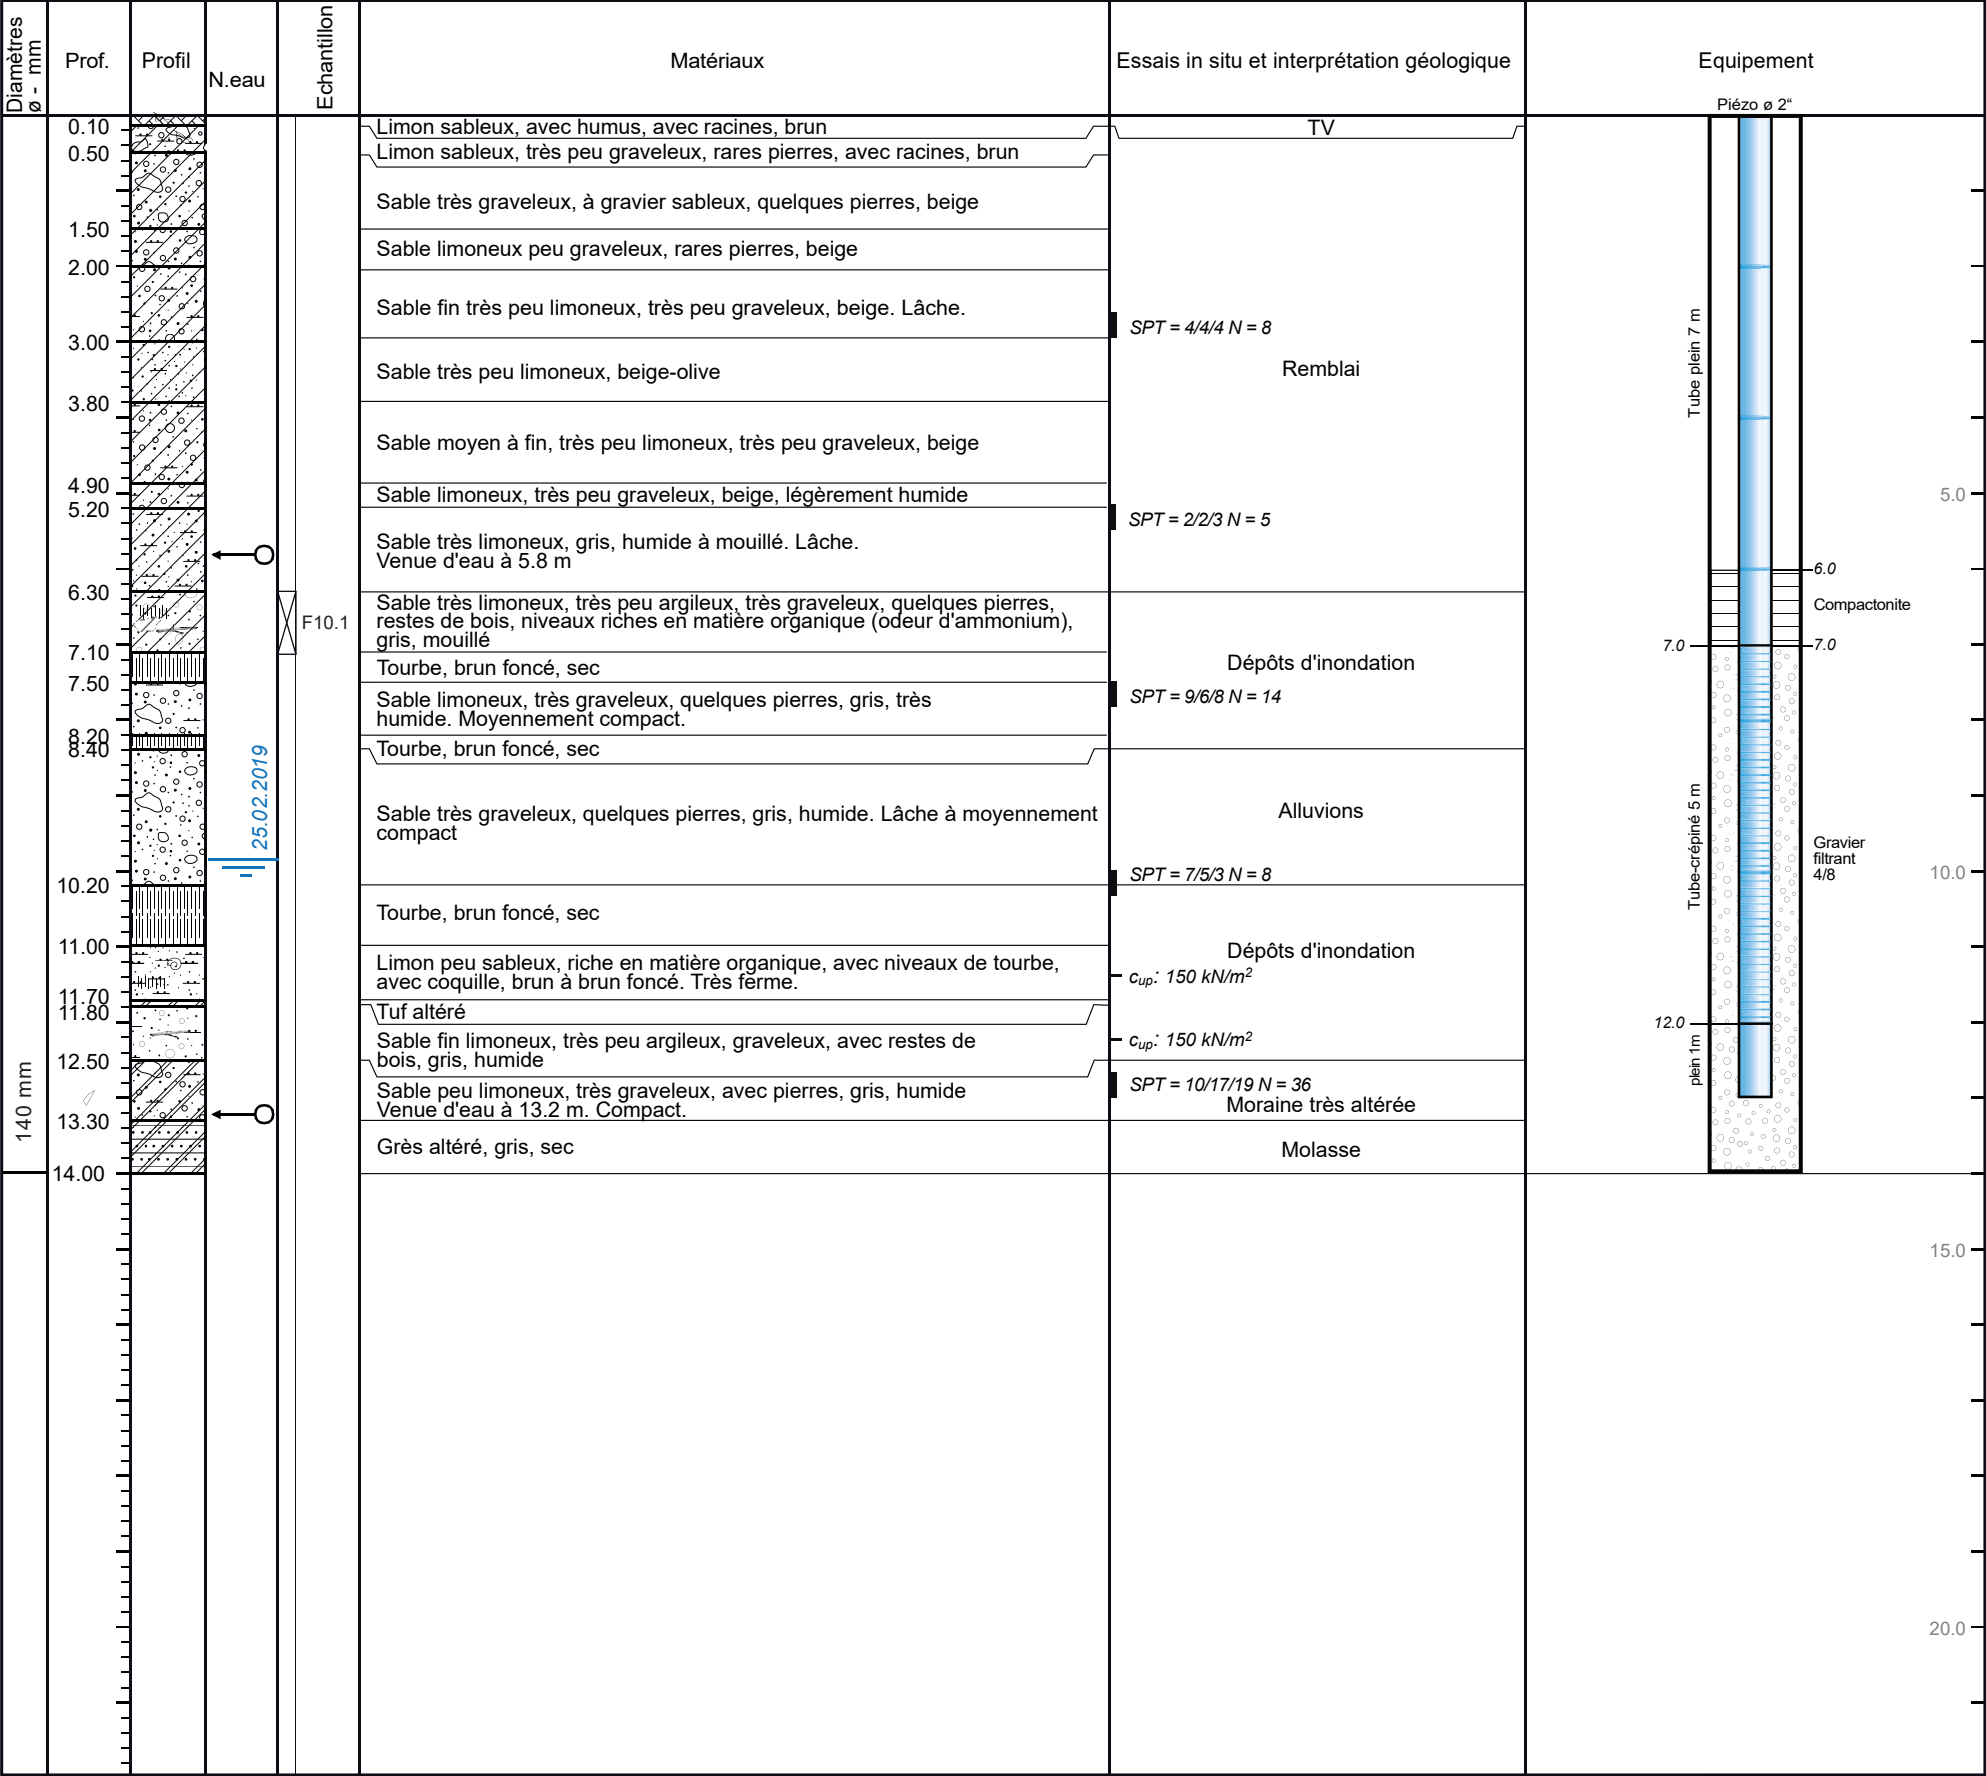 Diamètres
ø - mm
Prof.
Profil
N.eau
Echantillon
Matériaux
Essais in situ et interprétation géologique
Equipement
Piézo ø 2“
0.10
Limon sableux, avec humus, avec racines, brun
TV
0.50
Limon sableux, très peu graveleux, rares pierres, avec racines, brun
Sable très graveleux, à gravier sableux, quelques pierres, beige
1.50
Sable limoneux peu graveleux, rares pierres, beige
2.00
Sable fin très peu limoneux, très peu graveleux, beige. Lâche.
SPT = 4/4/4 N = 8
3.00
Sable très peu limoneux, beige-olive
Remblai
Tube plein 7 m
3.80
Sable moyen à fin, très peu limoneux, très peu graveleux, beige
4.90
Sable limoneux, très peu graveleux, beige, légèrement humide
5.0
5.20
SPT = 2/2/3 N = 5
Sable très limoneux, gris, humide à mouillé. Lâche.
Venue d'eau à 5.8 m
6.0
6.30
F10.1
Sable très limoneux, très peu argileux, très graveleux, quelques pierres,
restes de bois, niveaux riches en matière organique (odeur d'ammonium),
gris, mouillé
Compactonite
7.0
7.0
7.10
Tourbe, brun foncé, sec
Dépôts d'inondation
7.50
Sable limoneux, très graveleux, quelques pierres, gris, très
humide. Moyennement compact.
SPT = 9/6/8 N = 14
8.20
8.40
Tourbe, brun foncé, sec
25.02.2019
Sable très graveleux, quelques pierres, gris, humide. Lâche à moyennement
compact
Alluvions
Tube-crépiné 5 m
Gravier
filtrant
4/8
SPT = 7/5/3 N = 8
10.0
10.20
Tourbe, brun foncé, sec
11.00
Dépôts d'inondation
Limon peu sableux, riche en matière organique, avec niveaux de tourbe,
avec coquille, brun à brun foncé. Très ferme.
cup: 150 kN/m²
11.70
11.80
Tuf altéré
12.0
Sable fin limoneux, très peu argileux, graveleux, avec restes de
bois, gris, humide
cup: 150 kN/m²
plein 1m
12.50
Sable peu limoneux, très graveleux, avec pierres, gris, humide
Venue d'eau à 13.2 m. Compact.
SPT = 10/17/19 N = 36
Moraine très altérée
140 mm
13.30
Grès altéré, gris, sec
Molasse
14.00
15.0
20.0